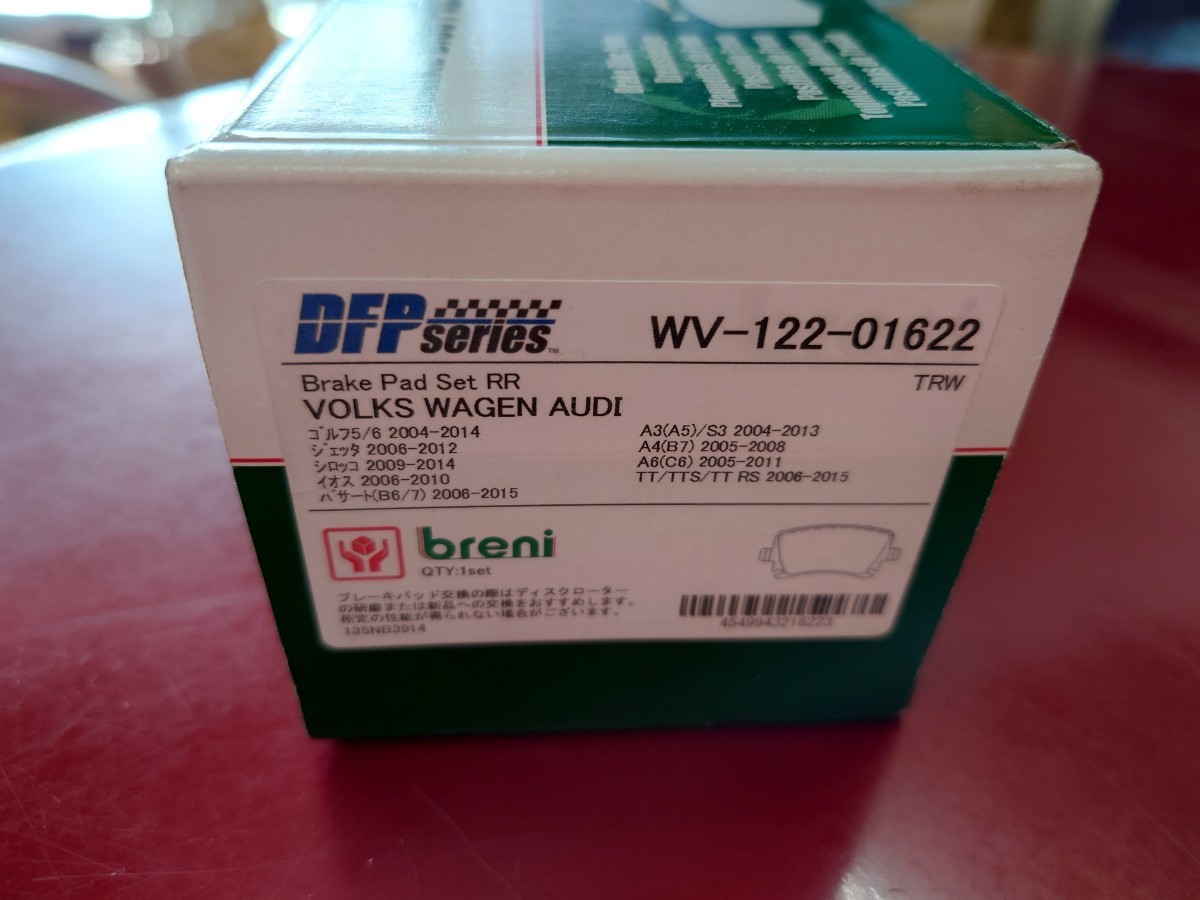 DFP series™
WV-122-01622
Brake Pad Set RR
TRW
VOLKS WAGEN AUDI
ゴルフ5/6 2004-2014
ジェッタ 2006-2012
シロッコ 2009-2014
イオス 2006-2010
パサート(B6/7) 2006-2015
A3(A5)/S3 2004-2013
A4(B7) 2005-2008
A6(C6) 2005-2011
TT/TTS/TT RS 2006-2015
breni
QTY:1set
ブレーキパッド交換の際はディスクローター
の研磨または新品への交換をおすすめします。
所定の性能が得られない場合がございます。
135NB3914
4549943216223